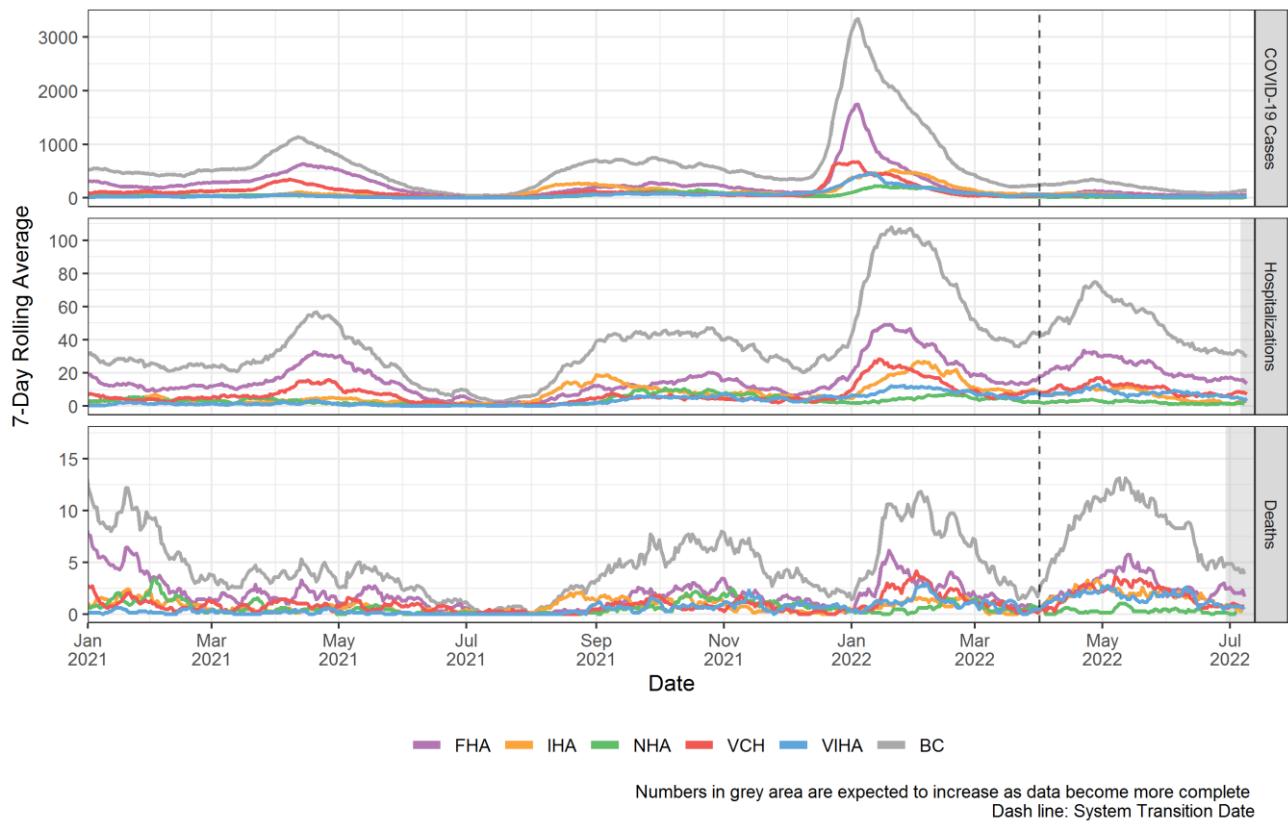 7-Day Rolling Average
3000
2000
1000
0
COVID-19 Cases
100
80
60
40
20
0
Hospitalizations
15
10
5
0
Deaths
Jan Mar May Jul Sep Nov Jan Mar May Jul
2021 2021 2021 2021 2021 2021 2022 2022 2022 2022
Date
FHA IHA NHA VCH VIHA BC
Numbers in grey area are expected to increase as data become more complete
Dash line: System Transition Date